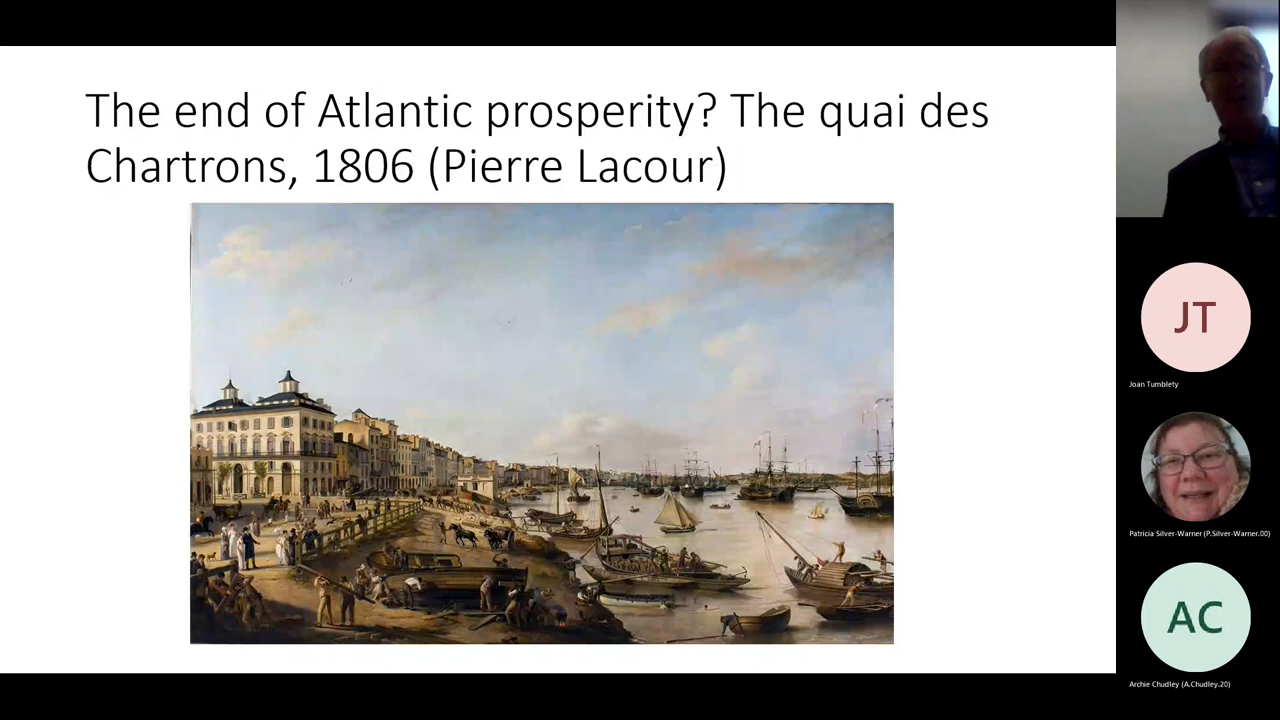 The end of Atlantic prosperity? The quai des
Chartrons, 1806 (Pierre Lacour)
JT
Joan Tumblety
Patricia Silver-Warner (P.Silver-Warner.00)
AC
Archie Chudley (A.Chudley.20)